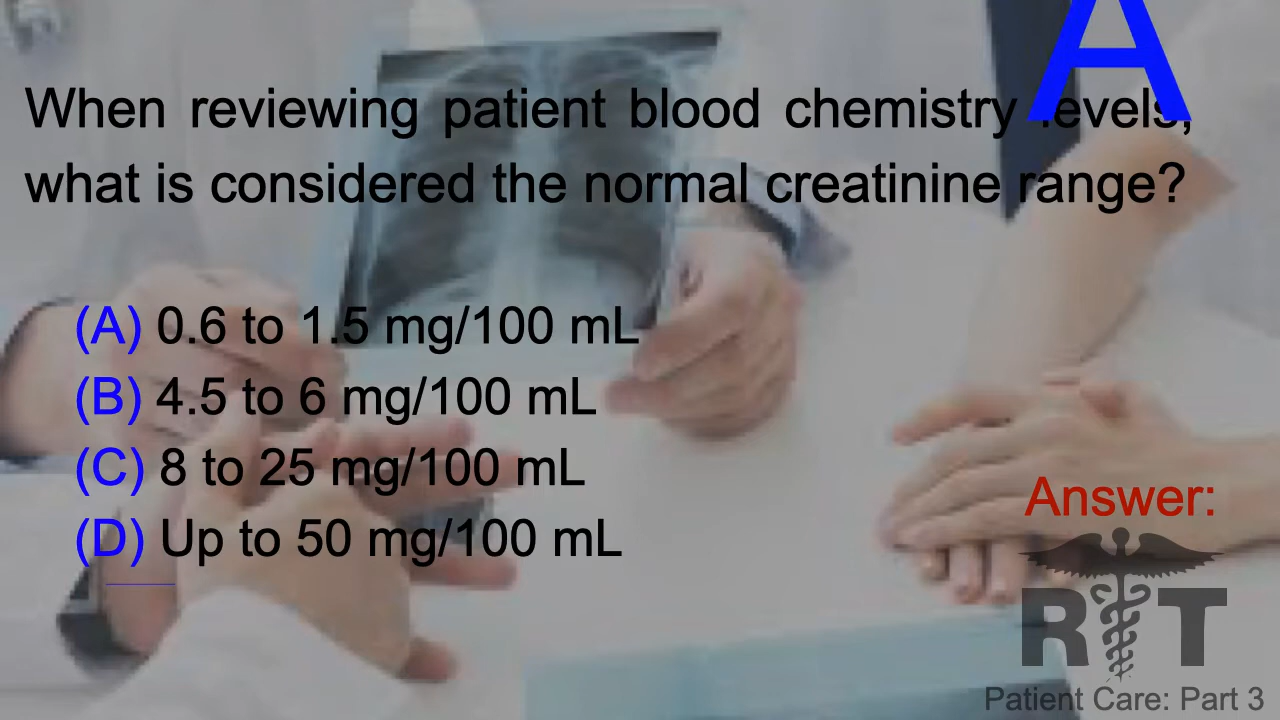 A
When reviewing patient blood chemistry levels,
what is considered the normal creatinine range?
(A) 0.6 to 1.5 mg/100 mL
(B) 4.5 to 6 mg/100 mL
(C) 8 to 25 mg/100 mL
(D) Up to 50 mg/100 mL
Answer:
R T
Patient Care: Part 3